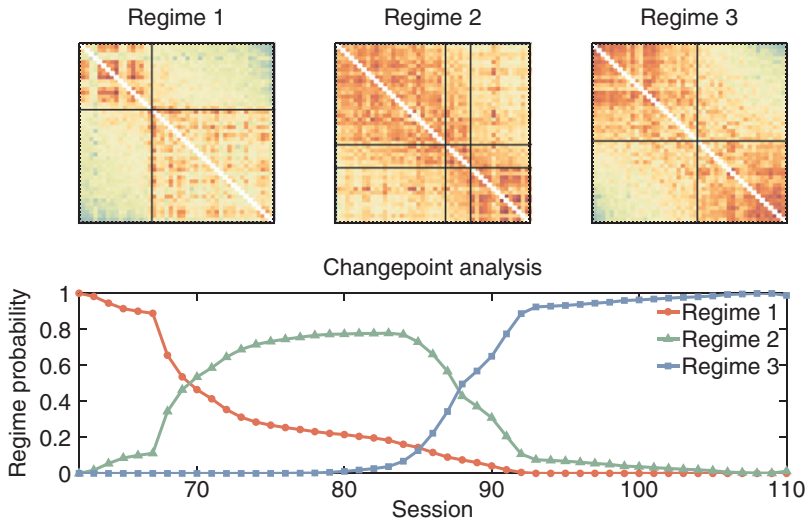 Regime 1
Regime 2
Regime 3
Changepoint analysis
Regime probability
1
0.8
0.6
0.4
0.2
0
Regime 1
Regime 2
Regime 3
70
80
90
100
110
Session